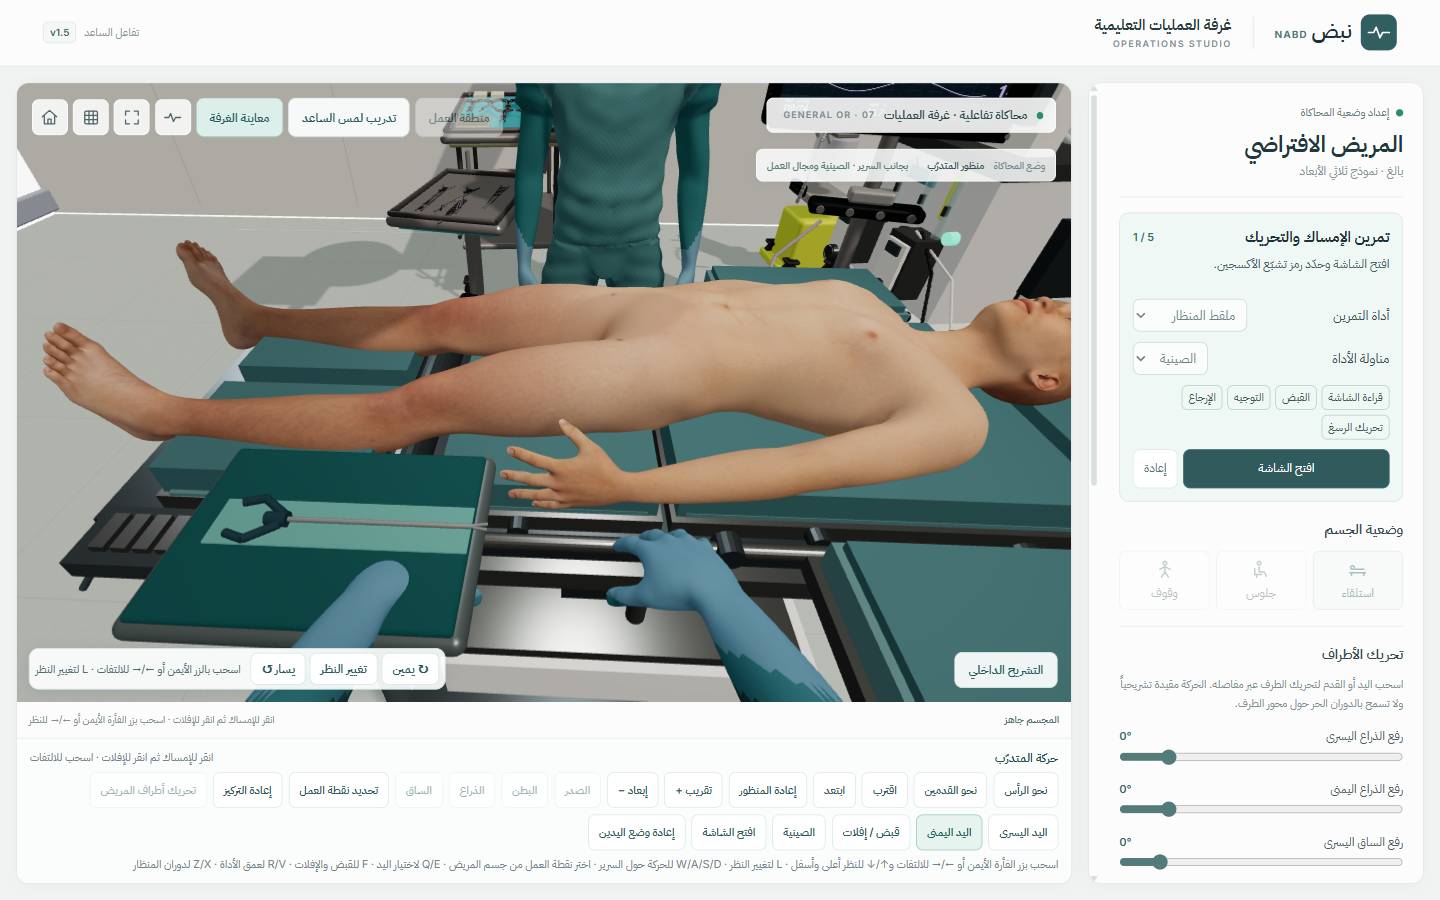 نبض NABD
غرفة العمليات التعليمية
OPERATIONS STUDIO
تفاعل الساعد v1.5
إعداد وضعية المحاكاة
المريض الافتراضي
بالغ · نموذج ثلاثي الأبعاد
تمرين الإمساك والتحريك 1 / 5
افتح الشاشة وحدّد رمز تشبّع الأكسجين.
أداة التمرين ملقط المنظار
مناولة الأداة الصينية
قراءة الشاشة القبض التوجيه الإرجاع
تحريك الرسغ
افتح الشاشة إعادة
وضعية الجسم
استلقاء جلوس وقوف
تحريك الأطراف
اسحب اليد أو القدم لتحريك الطرف عبر مفاصله. الحركة مقيدة تشريحياً
ولا تسمح بالدوران الحر حول محور الطرف.
رفع الذراع اليسرى 0°
رفع الذراع اليمنى 0°
رفع الساق اليسرى 0°
محاكاة تفاعلية · غرفة العمليات GENERAL OR · 07
وضع المحاكاة منظور المتدرّب بجانب السرير · الصينية ومجال العمل
منطقة العمل تدريب لمس الساعد معاينة الغرفة
التشريح الداخلي
↻ يمين تغيير النظر يسار ↺ اسحب بالزر الأيمن أو ←/→ للالتفات · L لتغيير النظر
المجسم جاهز انقر للإمساك ثم انقر للإفلات · اسحب بزر الفأرة الأيمن أو ←/→ للنظر
حركة المتدرّب انقر للإمساك ثم انقر للإفلات · اسحب للالتفات
نحو الرأس نحو القدمين اقترب ابتعد إعادة المنظور تقريب + إبعاد − الصدر البطن الذراع الساق تحديد نقطة العمل إعادة التركيز تحريك أطراف المريض
اليد اليسرى اليد اليمنى قبض / إفلات الصينية افتح الشاشة إعادة وضع اليدين
اسحب بزر الفأرة الأيمن أو ←/→ للالتفات و↑/↓ للنظر أعلى وأسفل · L لتغيير النظر · W/A/S/D للحركة حول السرير · اختر نقطة العمل من جسم المريض · Q/E لاختيار اليد · F للقبض والإفلات · R/V لعمق الأداة · Z/X لدوران المنظار